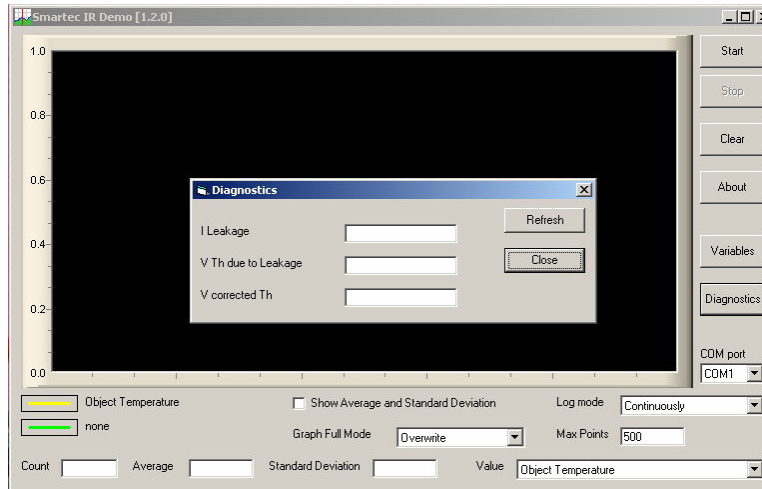 Smartec IR Demo [1.2.0]
1.0
Start
Stop
0.8
Clear
0.6
About
Diagnostics
Refresh
I Leakage
0.4
Variables
V Th due to Leakage
Close
V corrected Th
Diagnostics
0.2
COM port
0.0
COM1
Object Temperature
Show Average and Standard Deviation
Log mode
Continuously
none
Graph Full Mode
Overwrite
Max Points
500
Count
Average
Standard Deviation
Value
Object Temperature